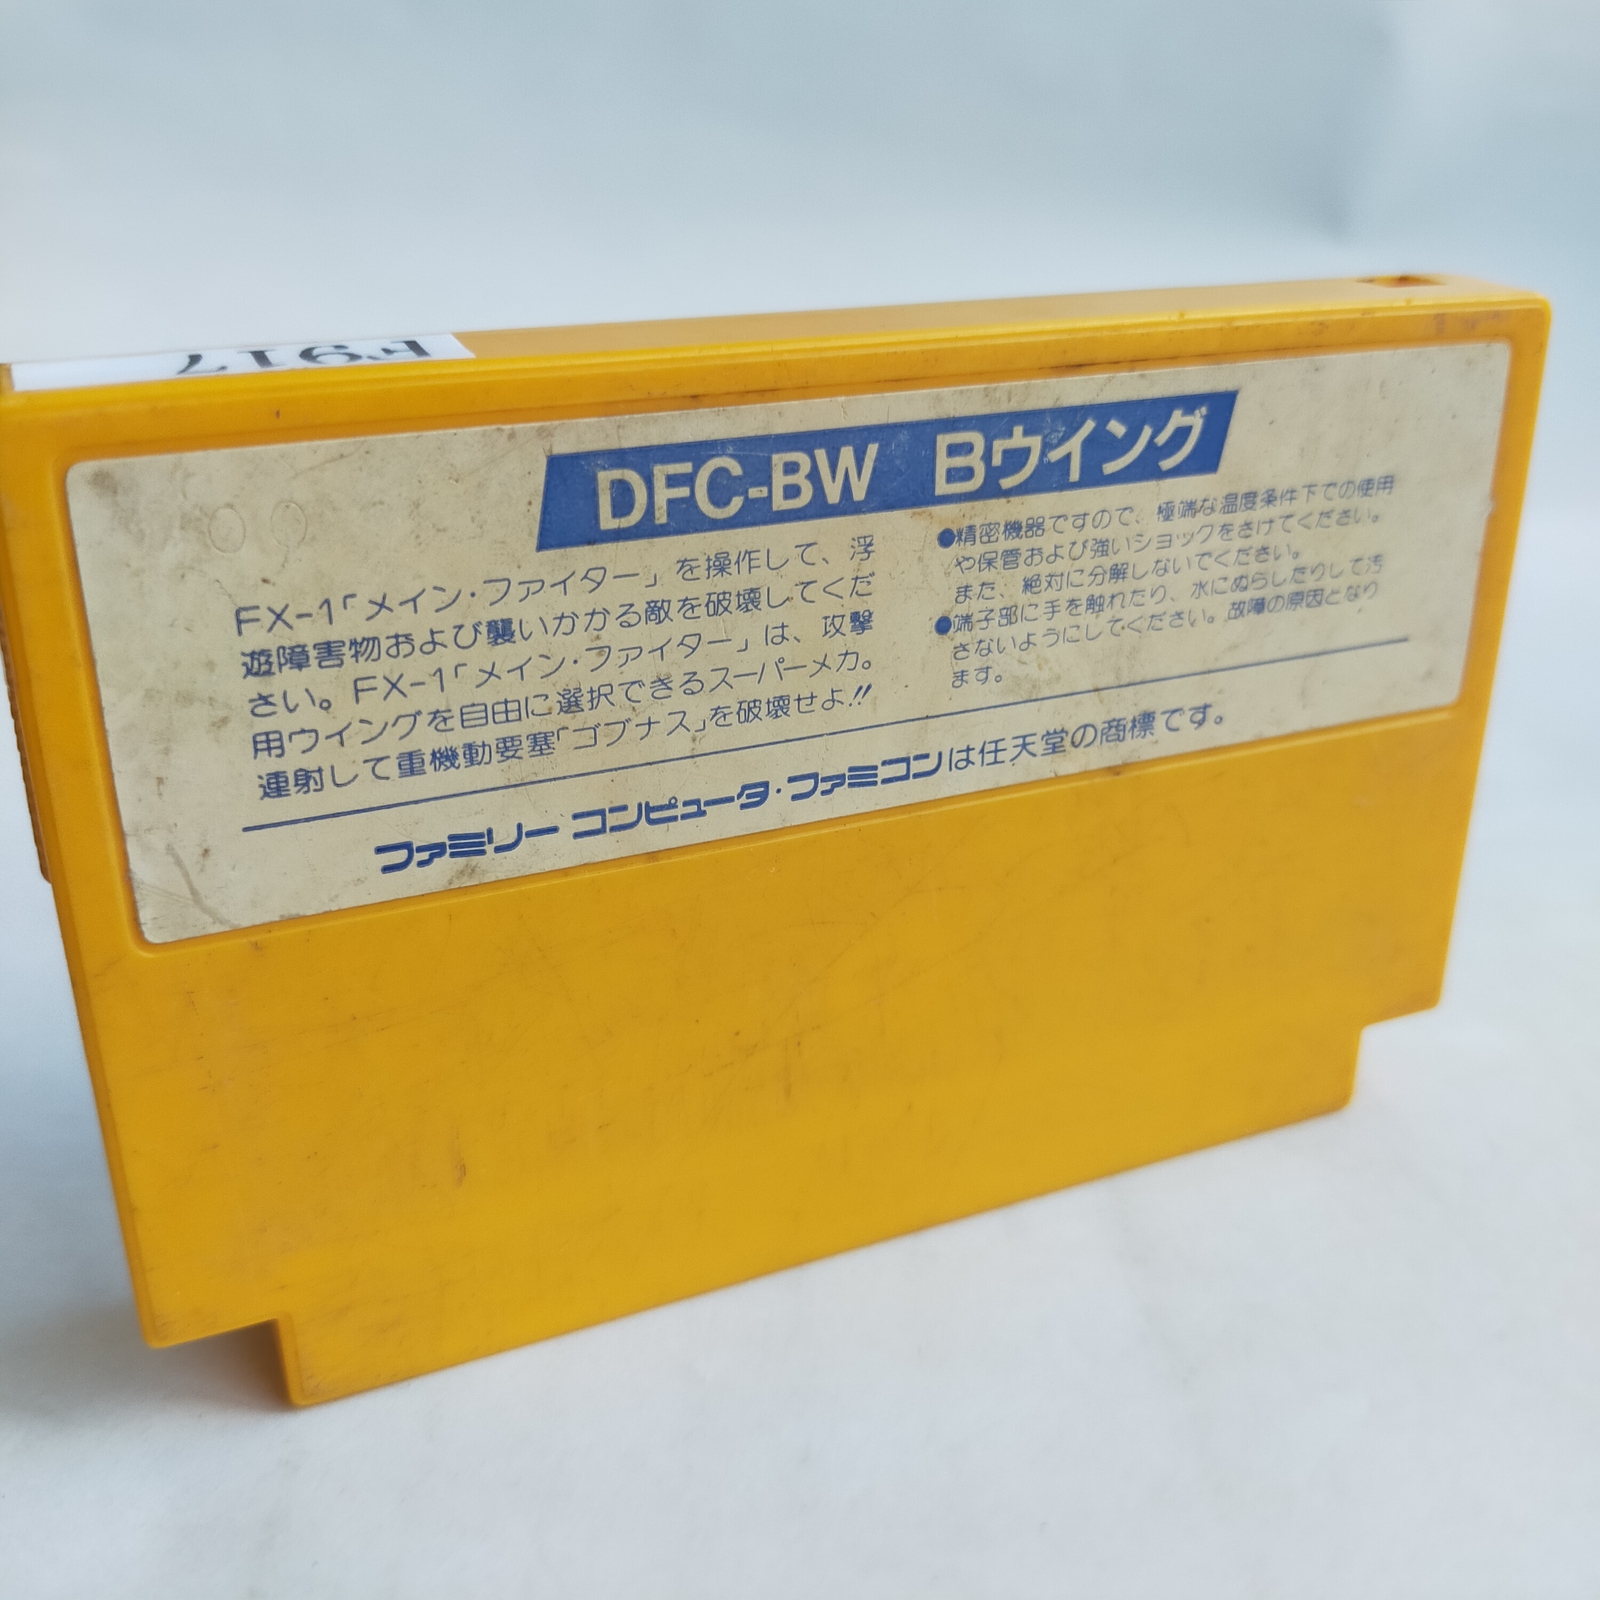 F917
DFC-BW Bウイング
FX-1「メイン・ファイター」を操作して、浮
遊障害物および襲いかかる敵を破壊してくだ
さい。FX-1「メイン・ファイター」は、攻撃
用ウイングを自由に選択できるスーパーメカ。
連射して重機動要塞「ゴブナス」を破壊せよ!!
●精密機器ですので、極端な温度条件下での使用
や保管および強いショックをさけてください。
また、絶対に分解しないでください。
●端子部に手を触れたり、水にぬらしたりして汚
さないようにしてください。故障の原因となり
ます。
ファミリー コンピュータ・ファミコンは任天堂の商標です。